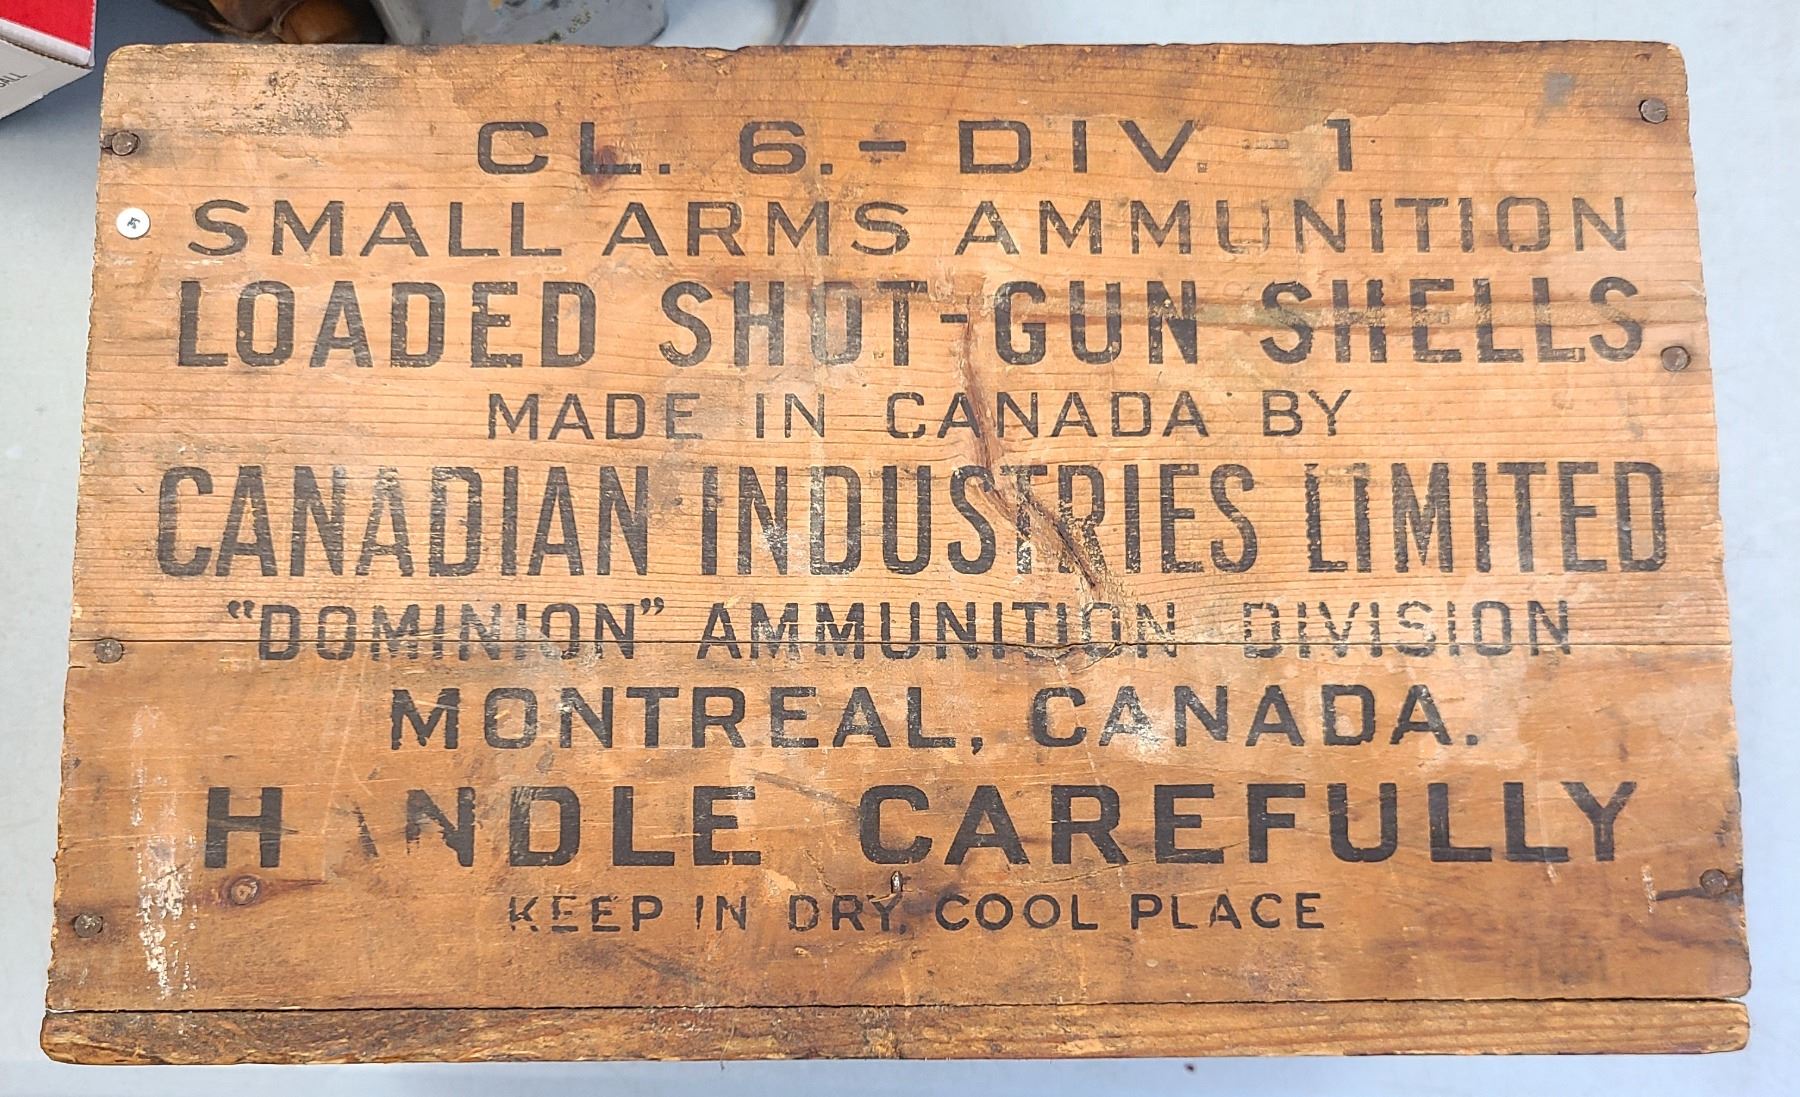 CL. 6. - DIV. - 1
SMALL ARMS AMMUNITION
LOADED SHOT-GUN SHELLS
MADE IN CANADA BY
CANADIAN INDUSTRIES LIMITED
"DOMINION" AMMUNITION DIVISION
MONTREAL, CANADA.
HANDLE CAREFULLY
KEEP IN DRY, COOL PLACE